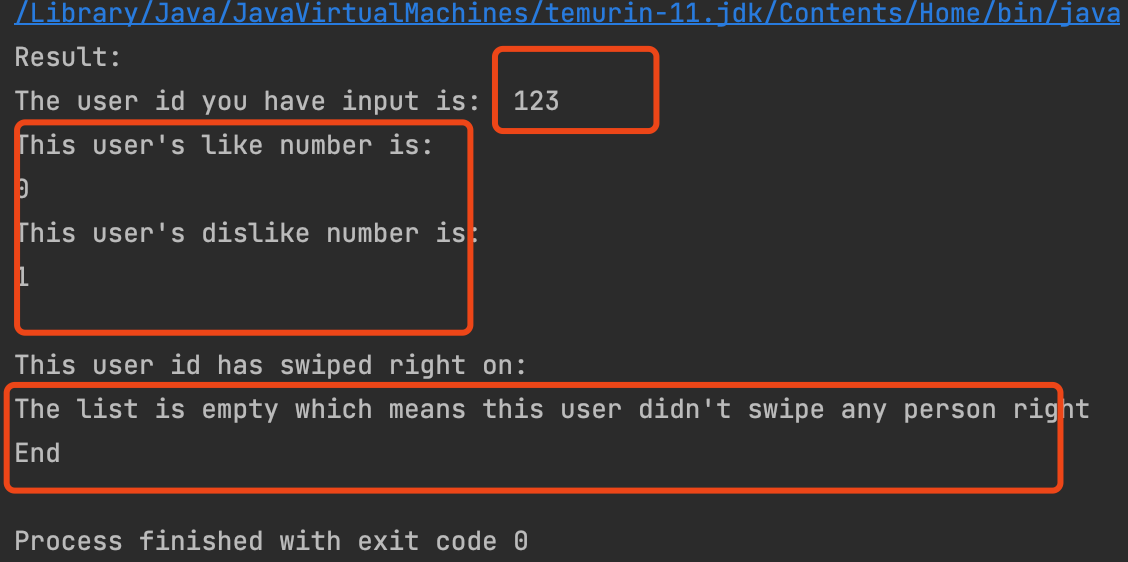 /Library/Java/JavaVirtualMachines/temurin-11.jdk/Contents/Home/bin/java
Result:
The user id you have input is:  123
This user's like number is:
0
This user's dislike number is:
1
This user id has swiped right on:
The list is empty which means this user didn't swipe any person right
End
Process finished with exit code 0